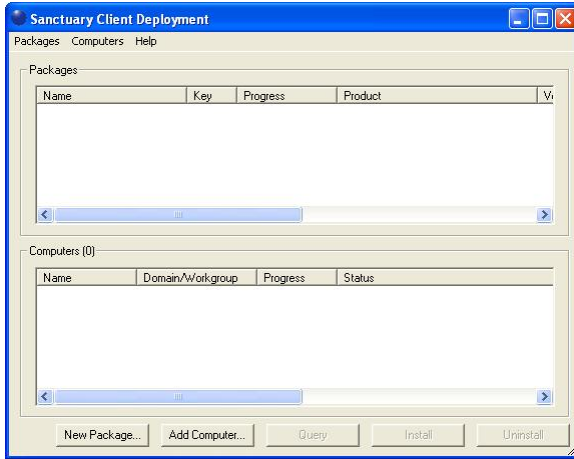 Sanctuary Client Deployment
Packages Computers Help
Packages
Name Key Progress Product
Computers (0)
Name Domain/Workgroup Progress Status
New Package... Add Computer... Query Install Uninstall